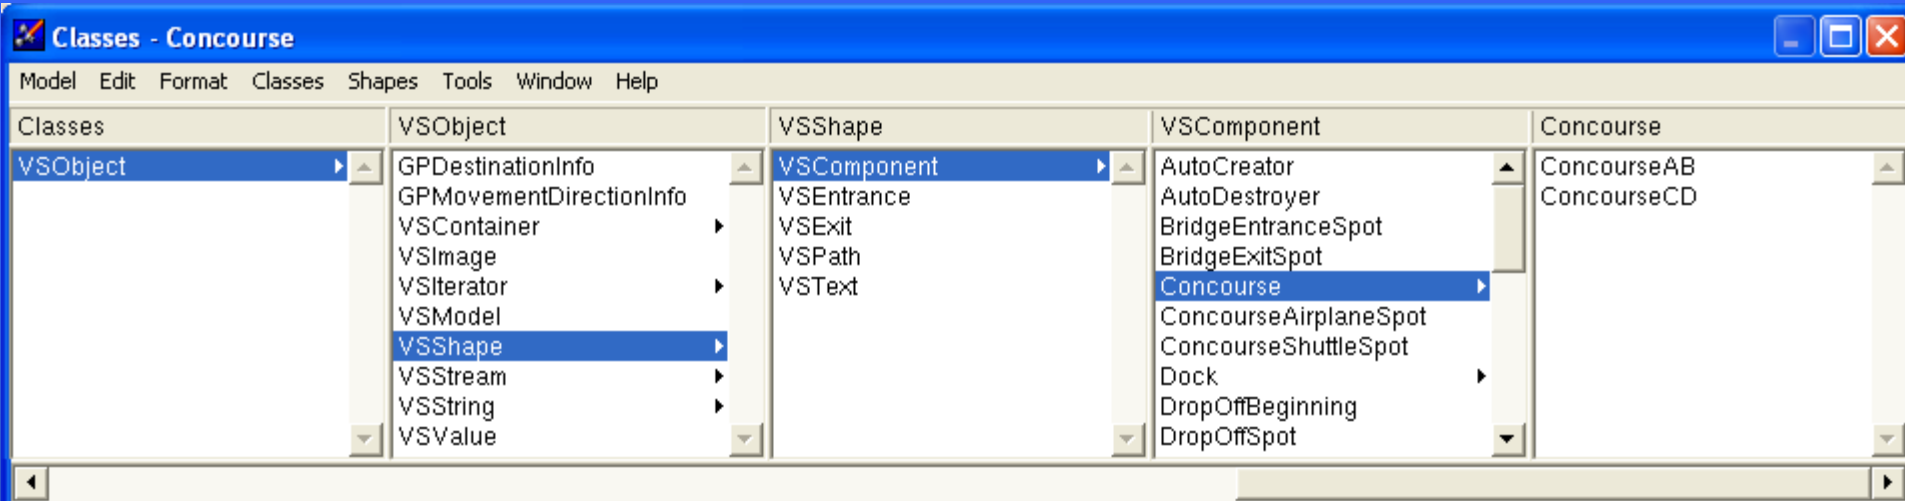 Classes - Concourse
Model Edit Format Classes Shapes Tools Window Help
Classes
VSObject
VSObject
GPDestinationInfo
GPMovementDirectionInfo
VSContainer
VSImage
VSIterator
VSModel
VSShape
VSStream
VSString
VSValue
VSShape
VSComponent
VSEntrance
VSExit
VSPath
VSText
VSComponent
AutoCreator
AutoDestroyer
BridgeEntranceSpot
BridgeExitSpot
Concourse
ConcourseAirplaneSpot
ConcourseShuttleSpot
Dock
DropOffBeginning
DropOffSpot
Concourse
ConcourseAB
ConcourseCD